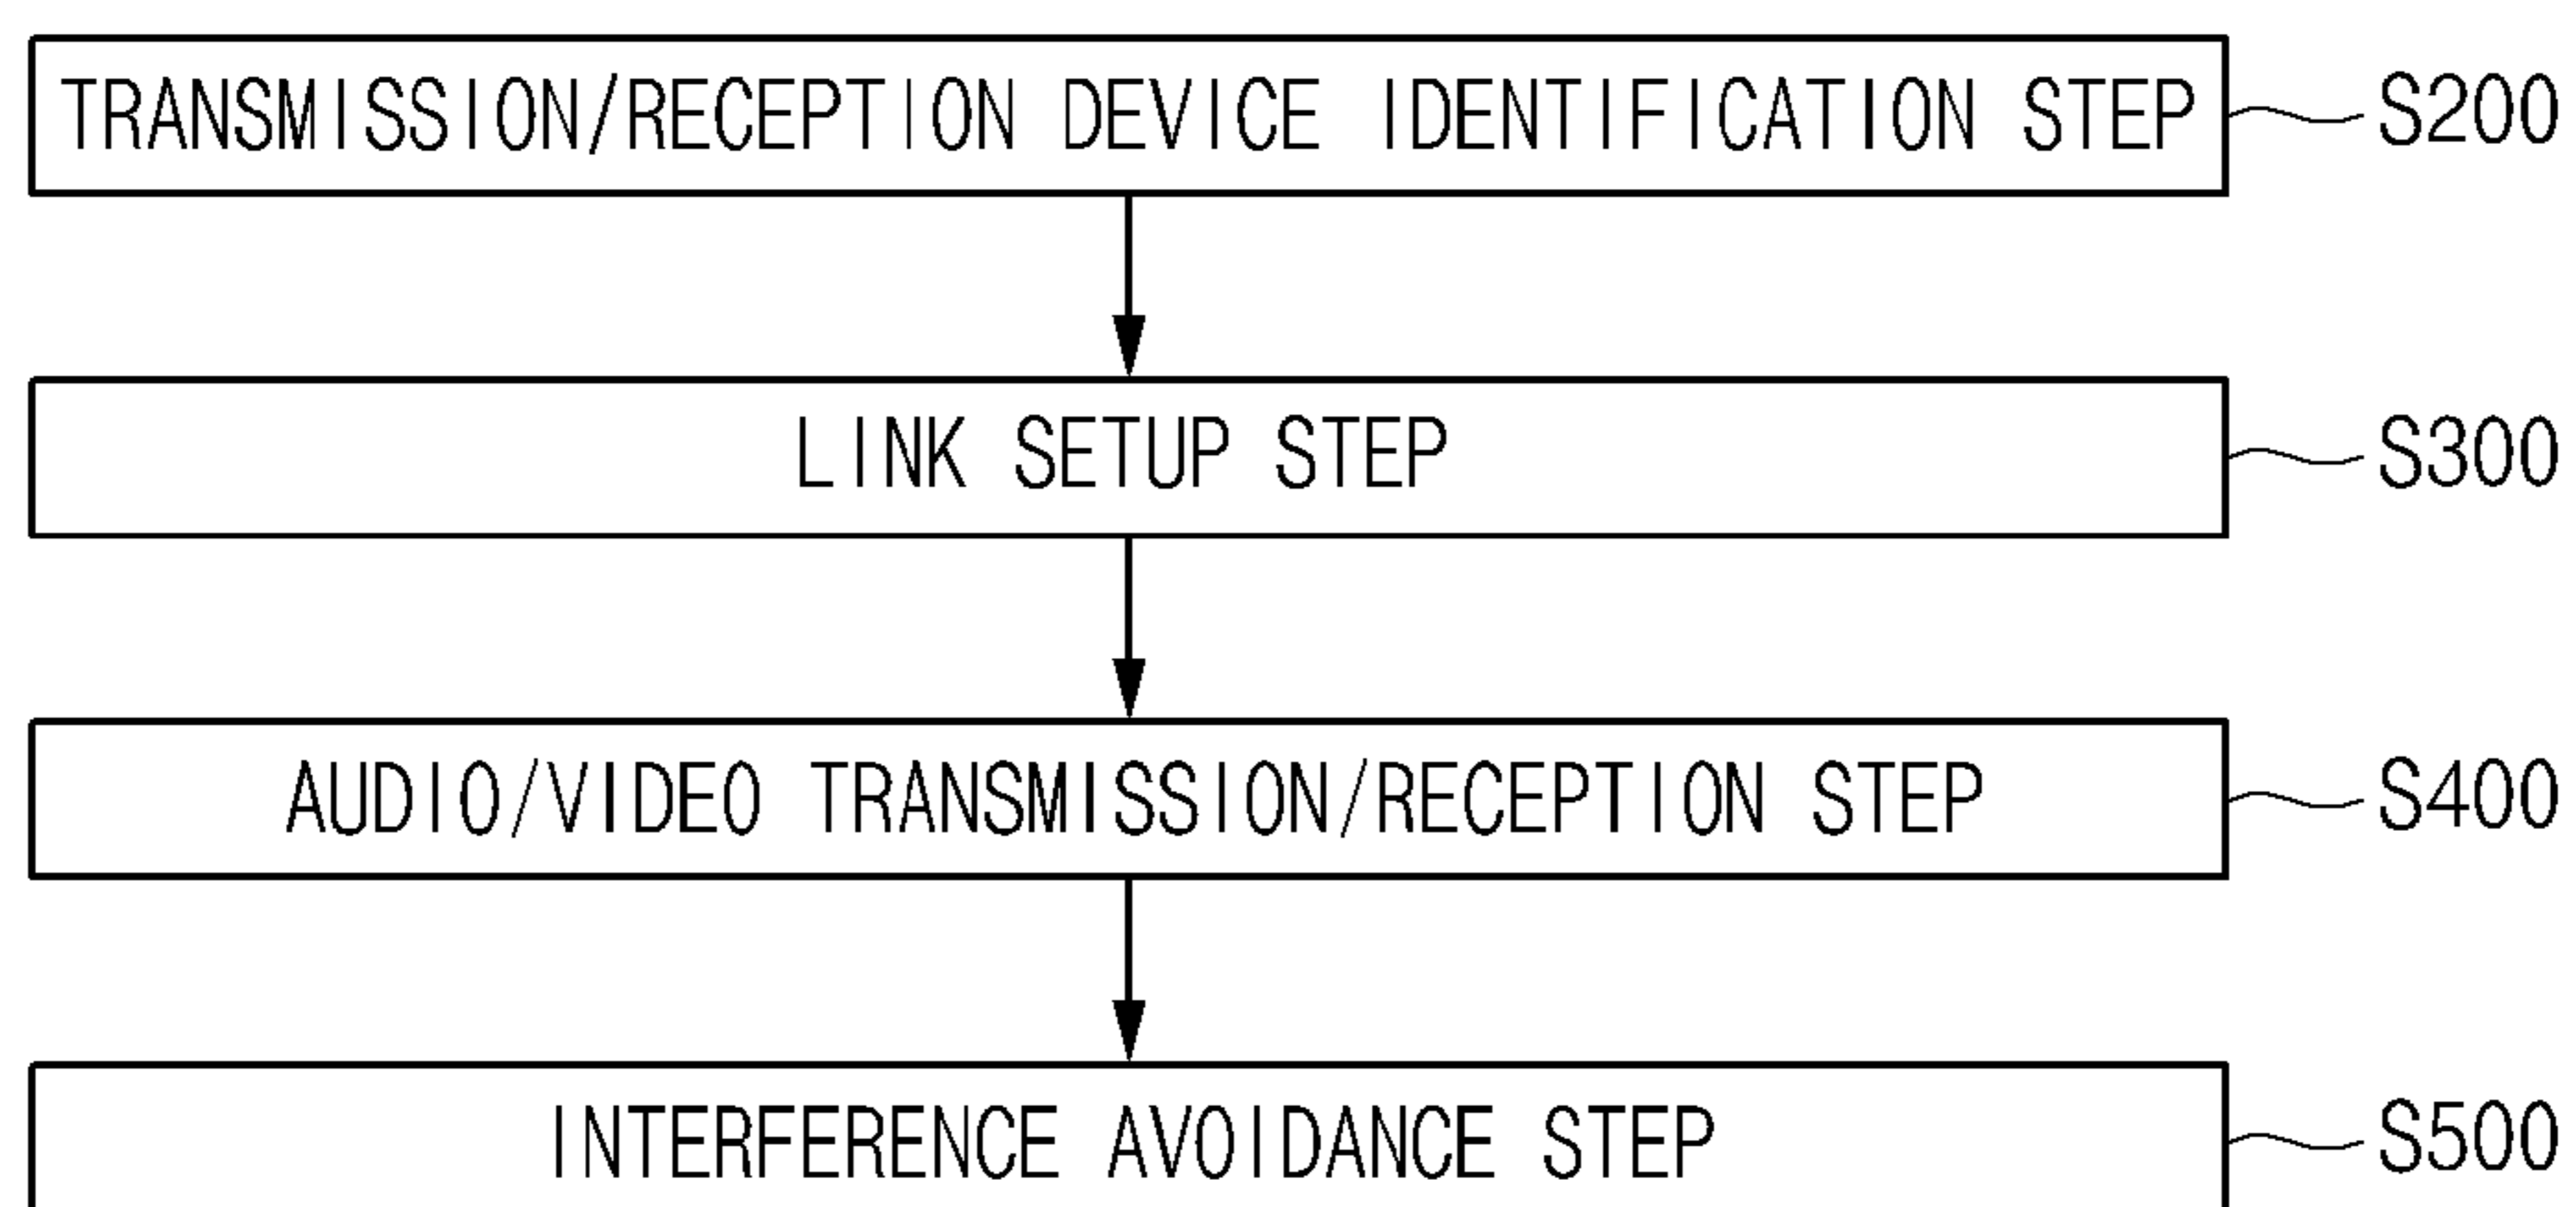 TRANSMISSION/RECEPTION DEVICE IDENTIFICATION STEP S200
LINK SETUP STEP S300
AUDIO/VIDEO TRANSMISSION/RECEPTION STEP S400
INTERFERENCE AVOIDANCE STEP S500